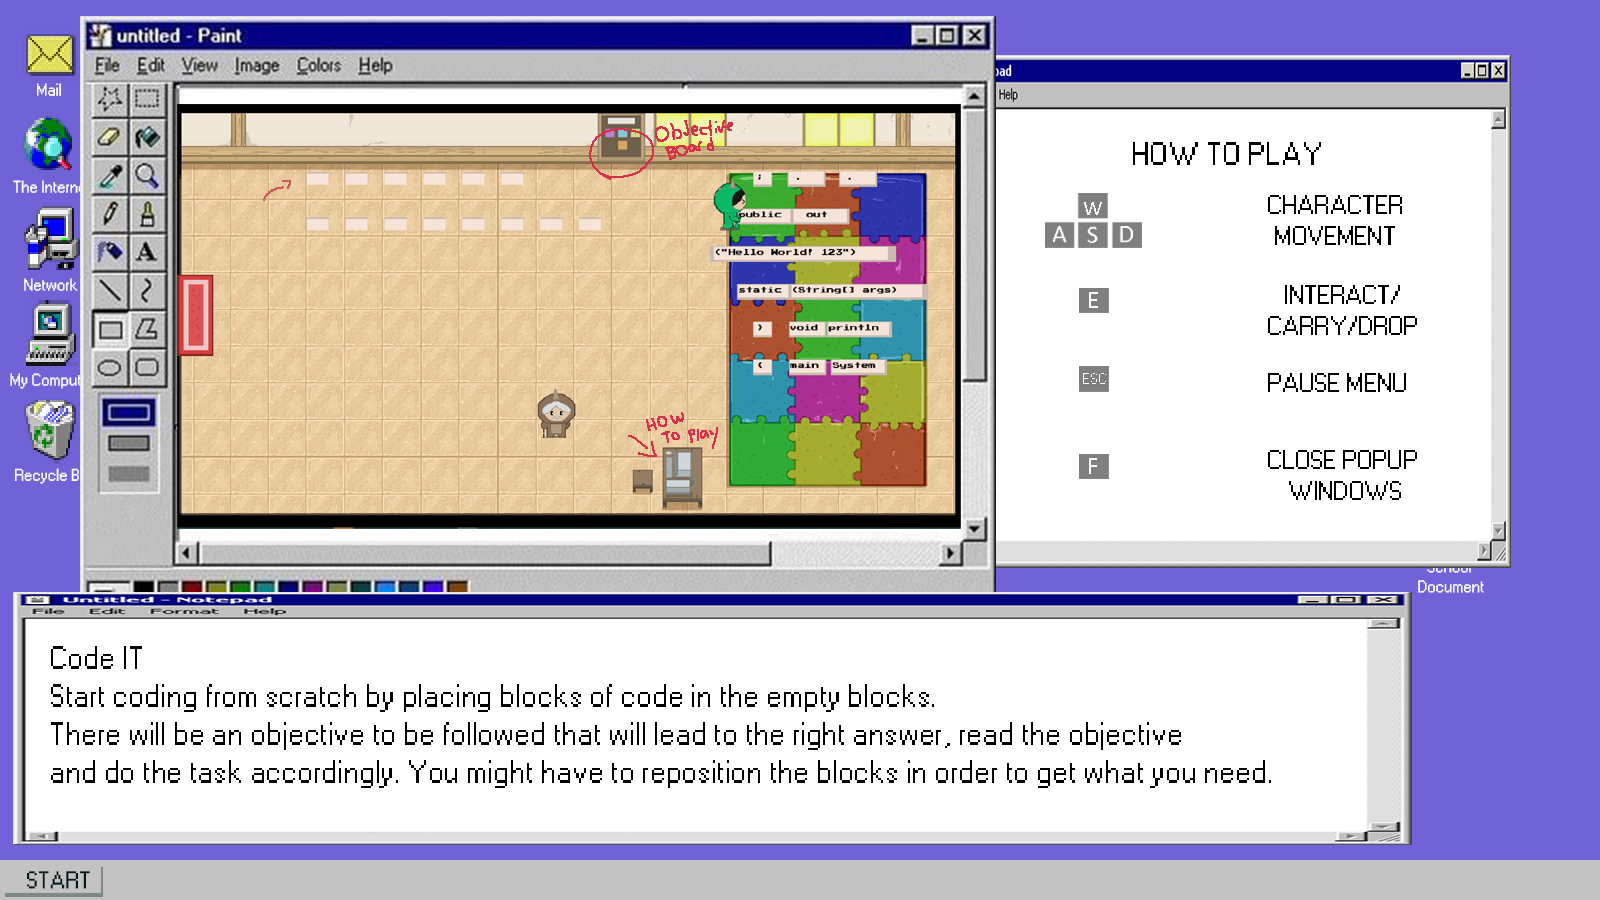 Mail
The Intern
Network
My Comput
Recycle B
untitled - Paint
File Edit View Image Colors Help
Objective
BOard
; . .
public out
("Hello World! 123")
static (String[] args)
) void println
( main System
HOW
TO Play
pad
Help
HOW TO PLAY
W
A S D
CHARACTER
MOVEMENT
E
INTERACT/
CARRY/DROP
ESC
PAUSE MENU
F
CLOSE POPUP
WINDOWS
School
Document
Untitled - Notepad
File Edit Format Help
Code IT
Start coding from scratch by placing blocks of code in the empty blocks.
There will be an objective to be followed that will lead to the right answer, read the objective
and do the task accordingly. You might have to reposition the blocks in order to get what you need.
START